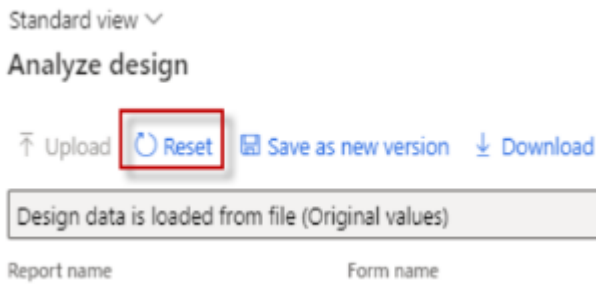 Standard view
Analyze design
Upload Reset Save as new version Download
Design data is loaded from file (Original values)
Report name Form name